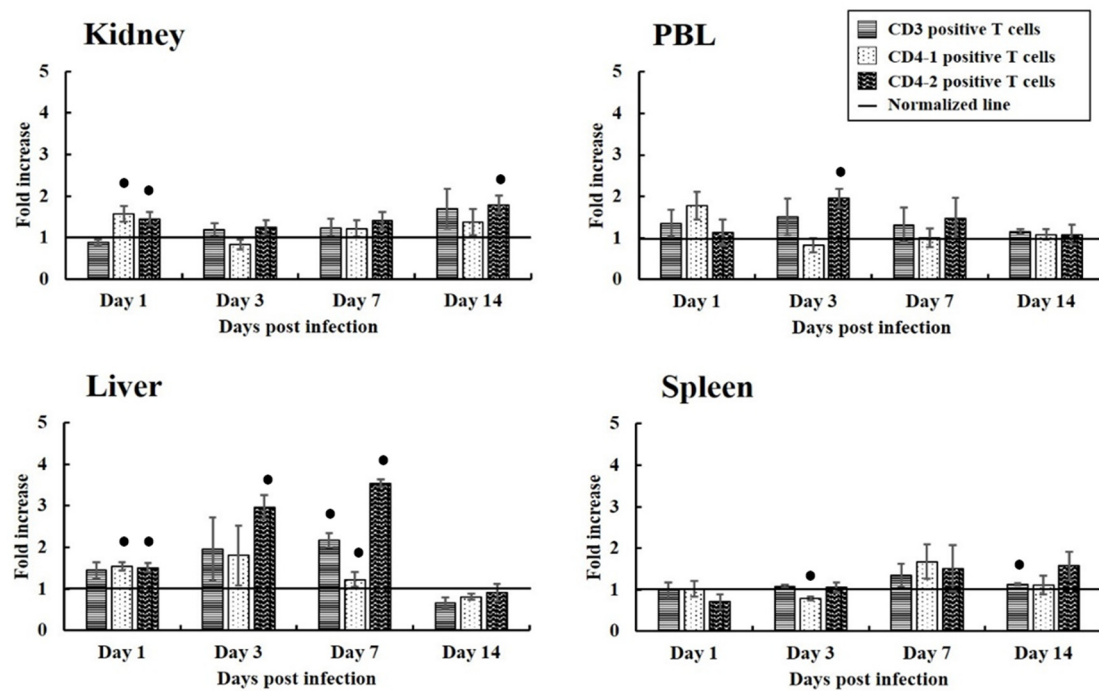 Kidney
5
4
3
2
1
0
Fold increase
Day 1 Day 3 Day 7 Day 14
Days post infection
PBL
CD3 positive T cells
CD4-1 positive T cells
CD4-2 positive T cells
Normalized line
5
4
3
2
1
0
Fold increase
Day 1 Day 3 Day 7 Day 14
Days post infection
Liver
5
4
3
2
1
0
Fold increase
Day 1 Day 3 Day 7 Day 14
Days post infection
Spleen
5
4
3
2
1
0
Fold increase
Day 1 Day 3 Day 7 Day 14
Days post infection